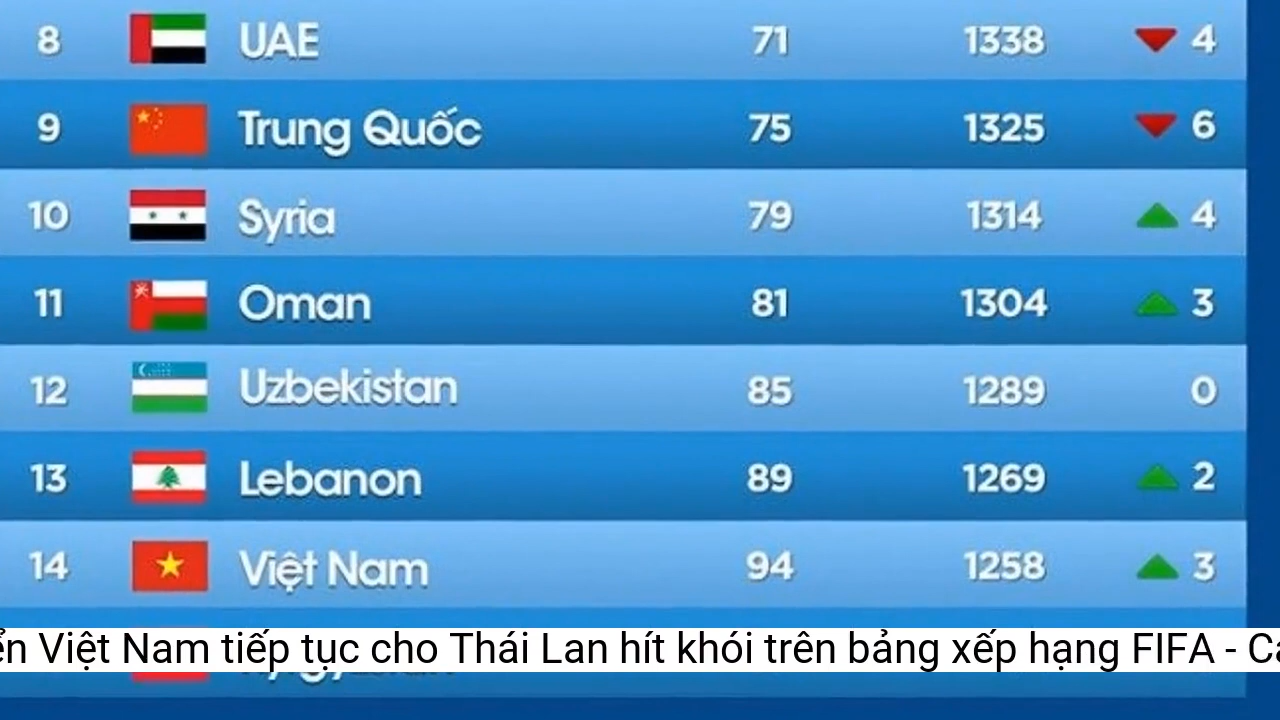 8 UAE 71 1338 4
9 Trung Quốc 75 1325 6
10 Syria 79 1314 4
11 Oman 81 1304 3
12 Uzbekistan 85 1289 0
13 Lebanon 89 1269 2
14 Việt Nam 94 1258 3
Việt Nam tiếp tục cho Thái Lan hít khói trên bảng xếp hạng FIFA -